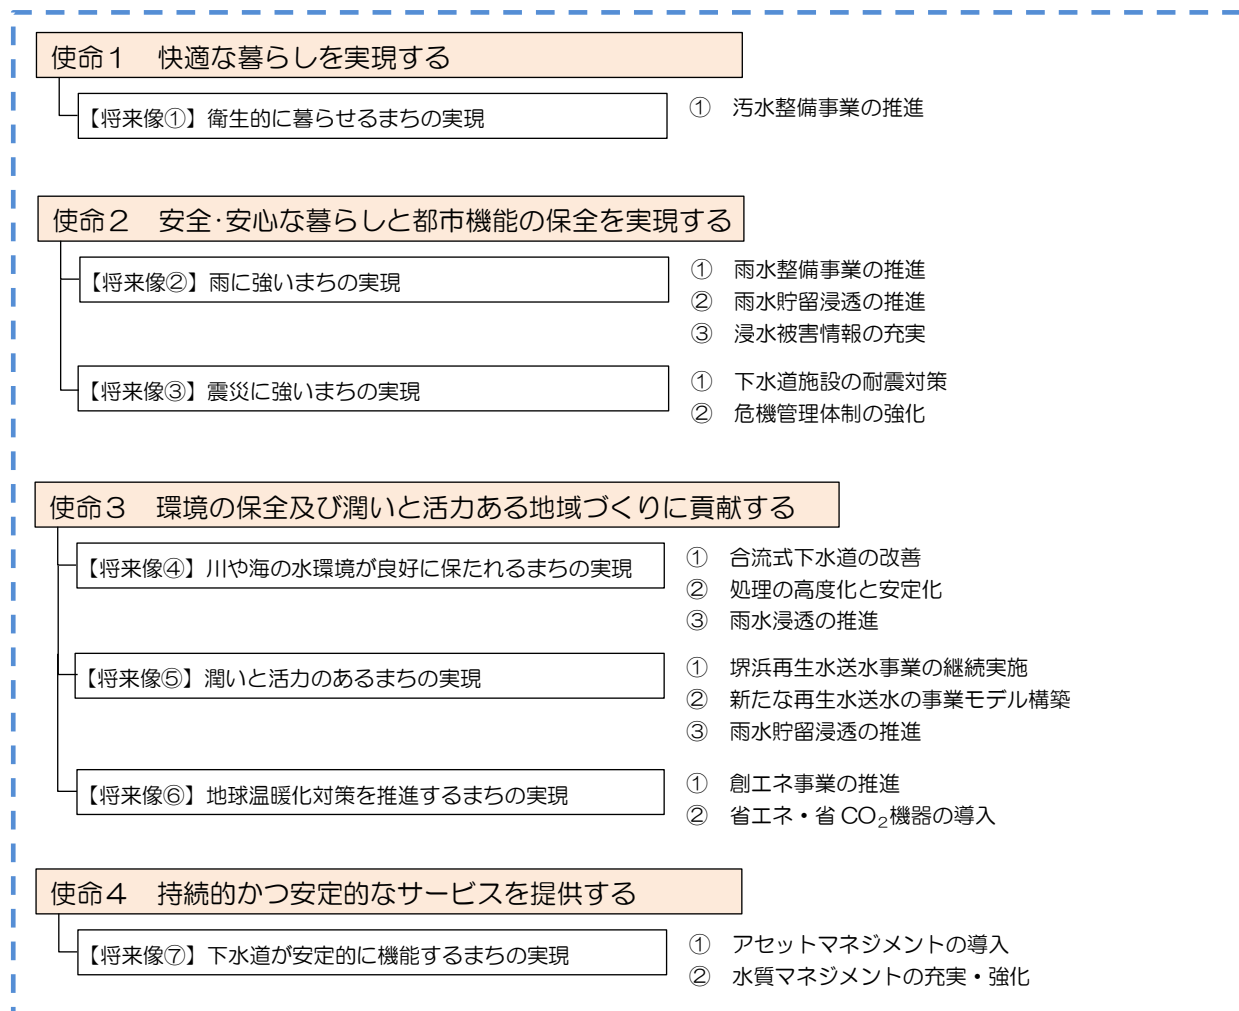 使命１　快適な暮らしを実現する
【将来像①】衛生的に暮らせるまちの実現
①　汚水整備事業の推進
使命２　安全･安心な暮らしと都市機能の保全を実現する
【将来像②】雨に強いまちの実現
①　雨水整備事業の推進
②　雨水貯留浸透の推進
③　浸水被害情報の充実
【将来像③】震災に強いまちの実現
①　下水道施設の耐震対策
②　危機管理体制の強化
使命３　環境の保全及び潤いと活力ある地域づくりに貢献する
【将来像④】川や海の水環境が良好に保たれるまちの実現
①　合流式下水道の改善
②　処理の高度化と安定化
③　雨水浸透の推進
【将来像⑤】潤いと活力のあるまちの実現
①　堺浜再生水送水事業の継続実施
②　新たな再生水送水の事業モデル構築
③　雨水貯留浸透の推進
【将来像⑥】地球温暖化対策を推進するまちの実現
①　創エネ事業の推進
②　省エネ・省CO₂機器の導入
使命４　持続的かつ安定的なサービスを提供する
【将来像⑦】下水道が安定的に機能するまちの実現
①　アセットマネジメントの導入
②　水質マネジメントの充実・強化